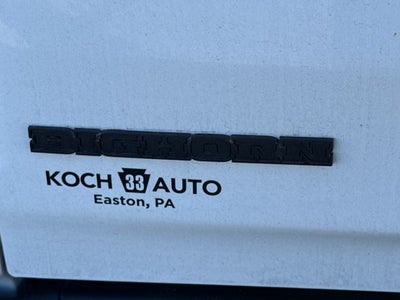 BIGHORN
KOCH 33 AUTO
Easton, PA